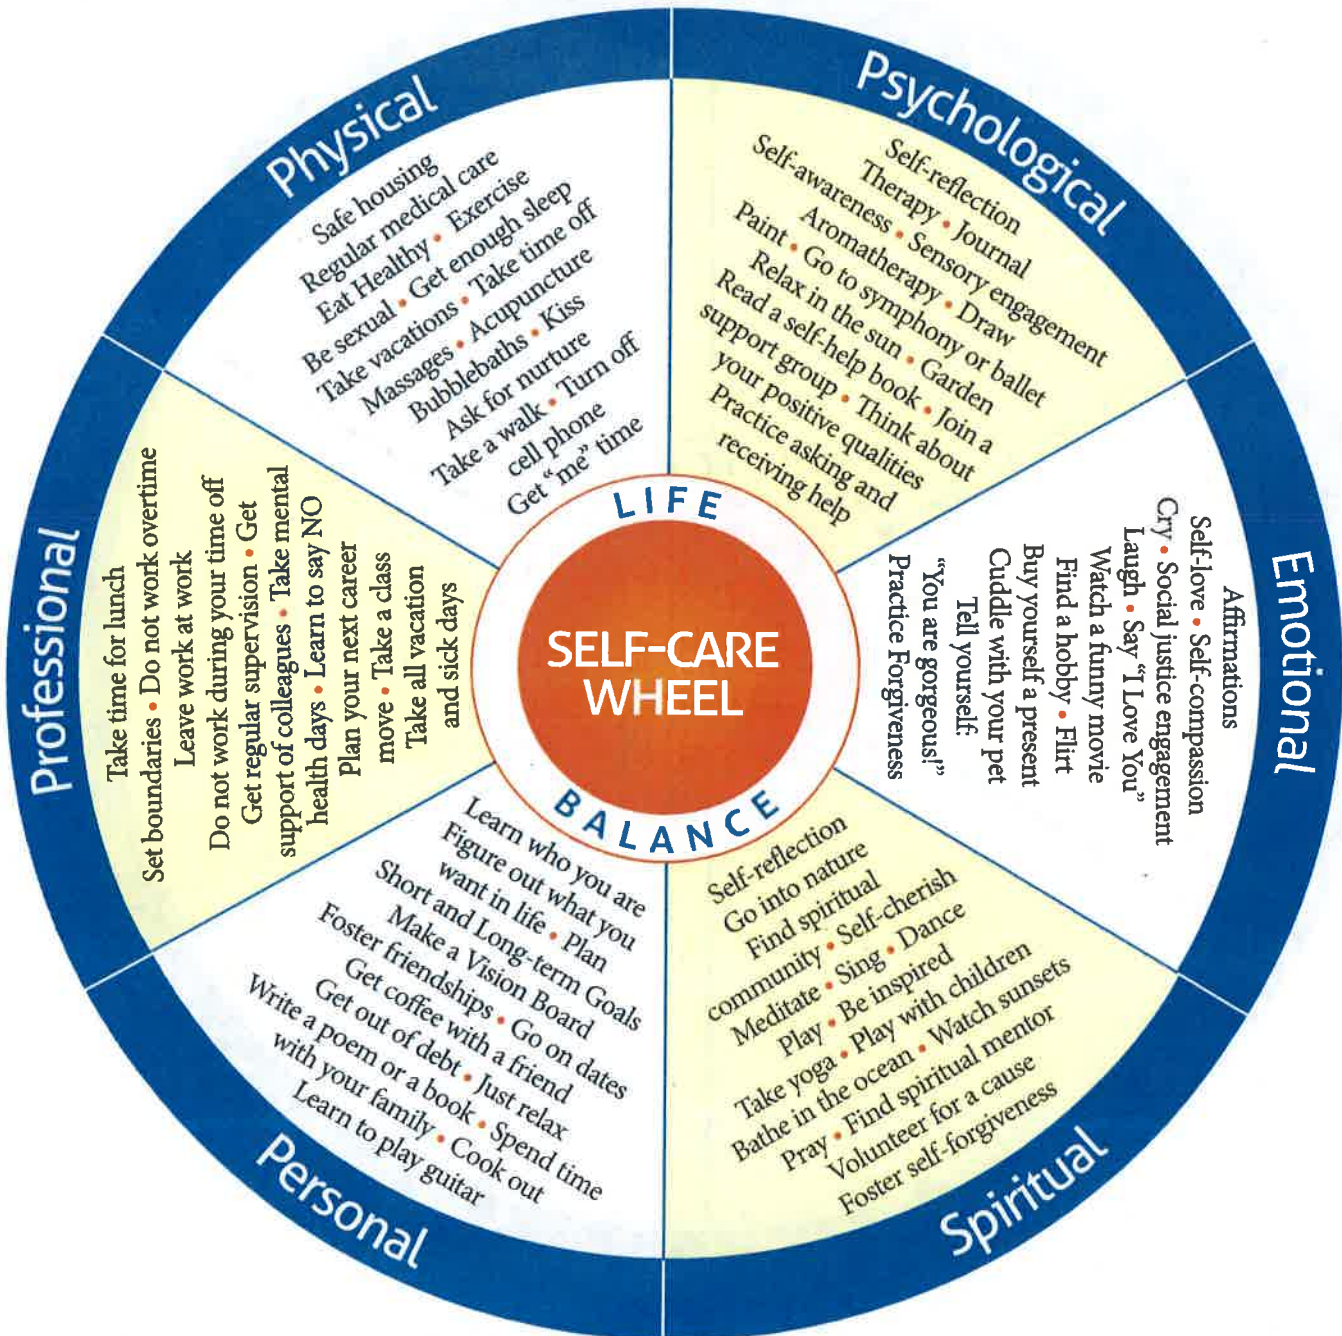 Physical
Safe housing
Regular medical care
Eat Healthy • Exercise
Be sexual • Get enough sleep
Take vacations • Take time off
Massages • Acupuncture
Bubblebaths • Kiss
Ask for nurture
Take a walk • Turn off
cell phone
Get “me” time
Psychological
Self-reflection
Therapy • Journal
Self-awareness • Sensory engagement
Aromatherapy • Draw
Paint • Go to symphony or ballet
Relax in the sun • Garden
Read a self-help book • Join a
support group • Think about
your positive qualities
Practice asking and
receiving help
Emotional
Affirmations
Self-love • Self-compassion
Cry • Social justice engagement
Laugh • Say “I Love You”
Watch a funny movie
Find a hobby • Flirt
Buy yourself a present
Cuddle with your pet
Tell yourself:
“You are gorgeous!”
Practice Forgiveness
Spiritual
Self-reflection
Go into nature
Find spiritual
community • Self-cherish
Meditate • Sing • Dance
Play • Be inspired
Take yoga • Play with children
Bathe in the ocean • Watch sunsets
Pray • Find spiritual mentor
Volunteer for a cause
Foster self-forgiveness
Personal
Learn who you are
Figure out what you
want in life • Plan
Short and Long-term Goals
Make a Vision Board
Foster friendships • Go on dates
Get coffee with a friend
Get out of debt • Just relax
Write a poem or a book • Spend time
with your family • Cook out
Learn to play guitar
Professional
Take time for lunch
Set boundaries • Do not work overtime
Leave work at work
Do not work during your time off
Get regular supervision • Get
support of colleagues • Take mental
health days • Learn to say NO
Plan your next career
move • Take a class
Take all vacation
and sick days
LIFE
SELF-CARE
WHEEL
BALANCE